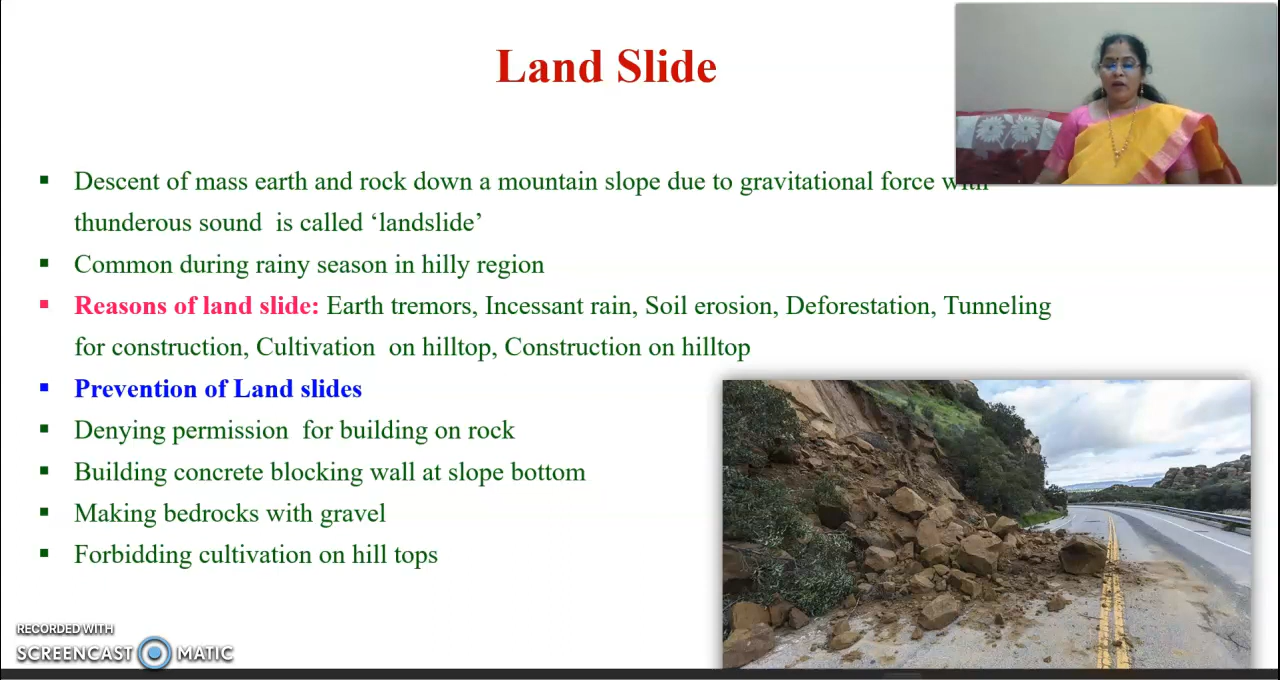 Land Slide
Descent of mass earth and rock down a mountain slope due to gravitational force with
thunderous sound is called ‘landslide’
Common during rainy season in hilly region
Reasons of land slide: Earth tremors, Incessant rain, Soil erosion, Deforestation, Tunneling
for construction, Cultivation on hilltop, Construction on hilltop
Prevention of Land slides
Denying permission for building on rock
Building concrete blocking wall at slope bottom
Making bedrocks with gravel
Forbidding cultivation on hill tops
RECORDED WITH
SCREENCAST MATIC